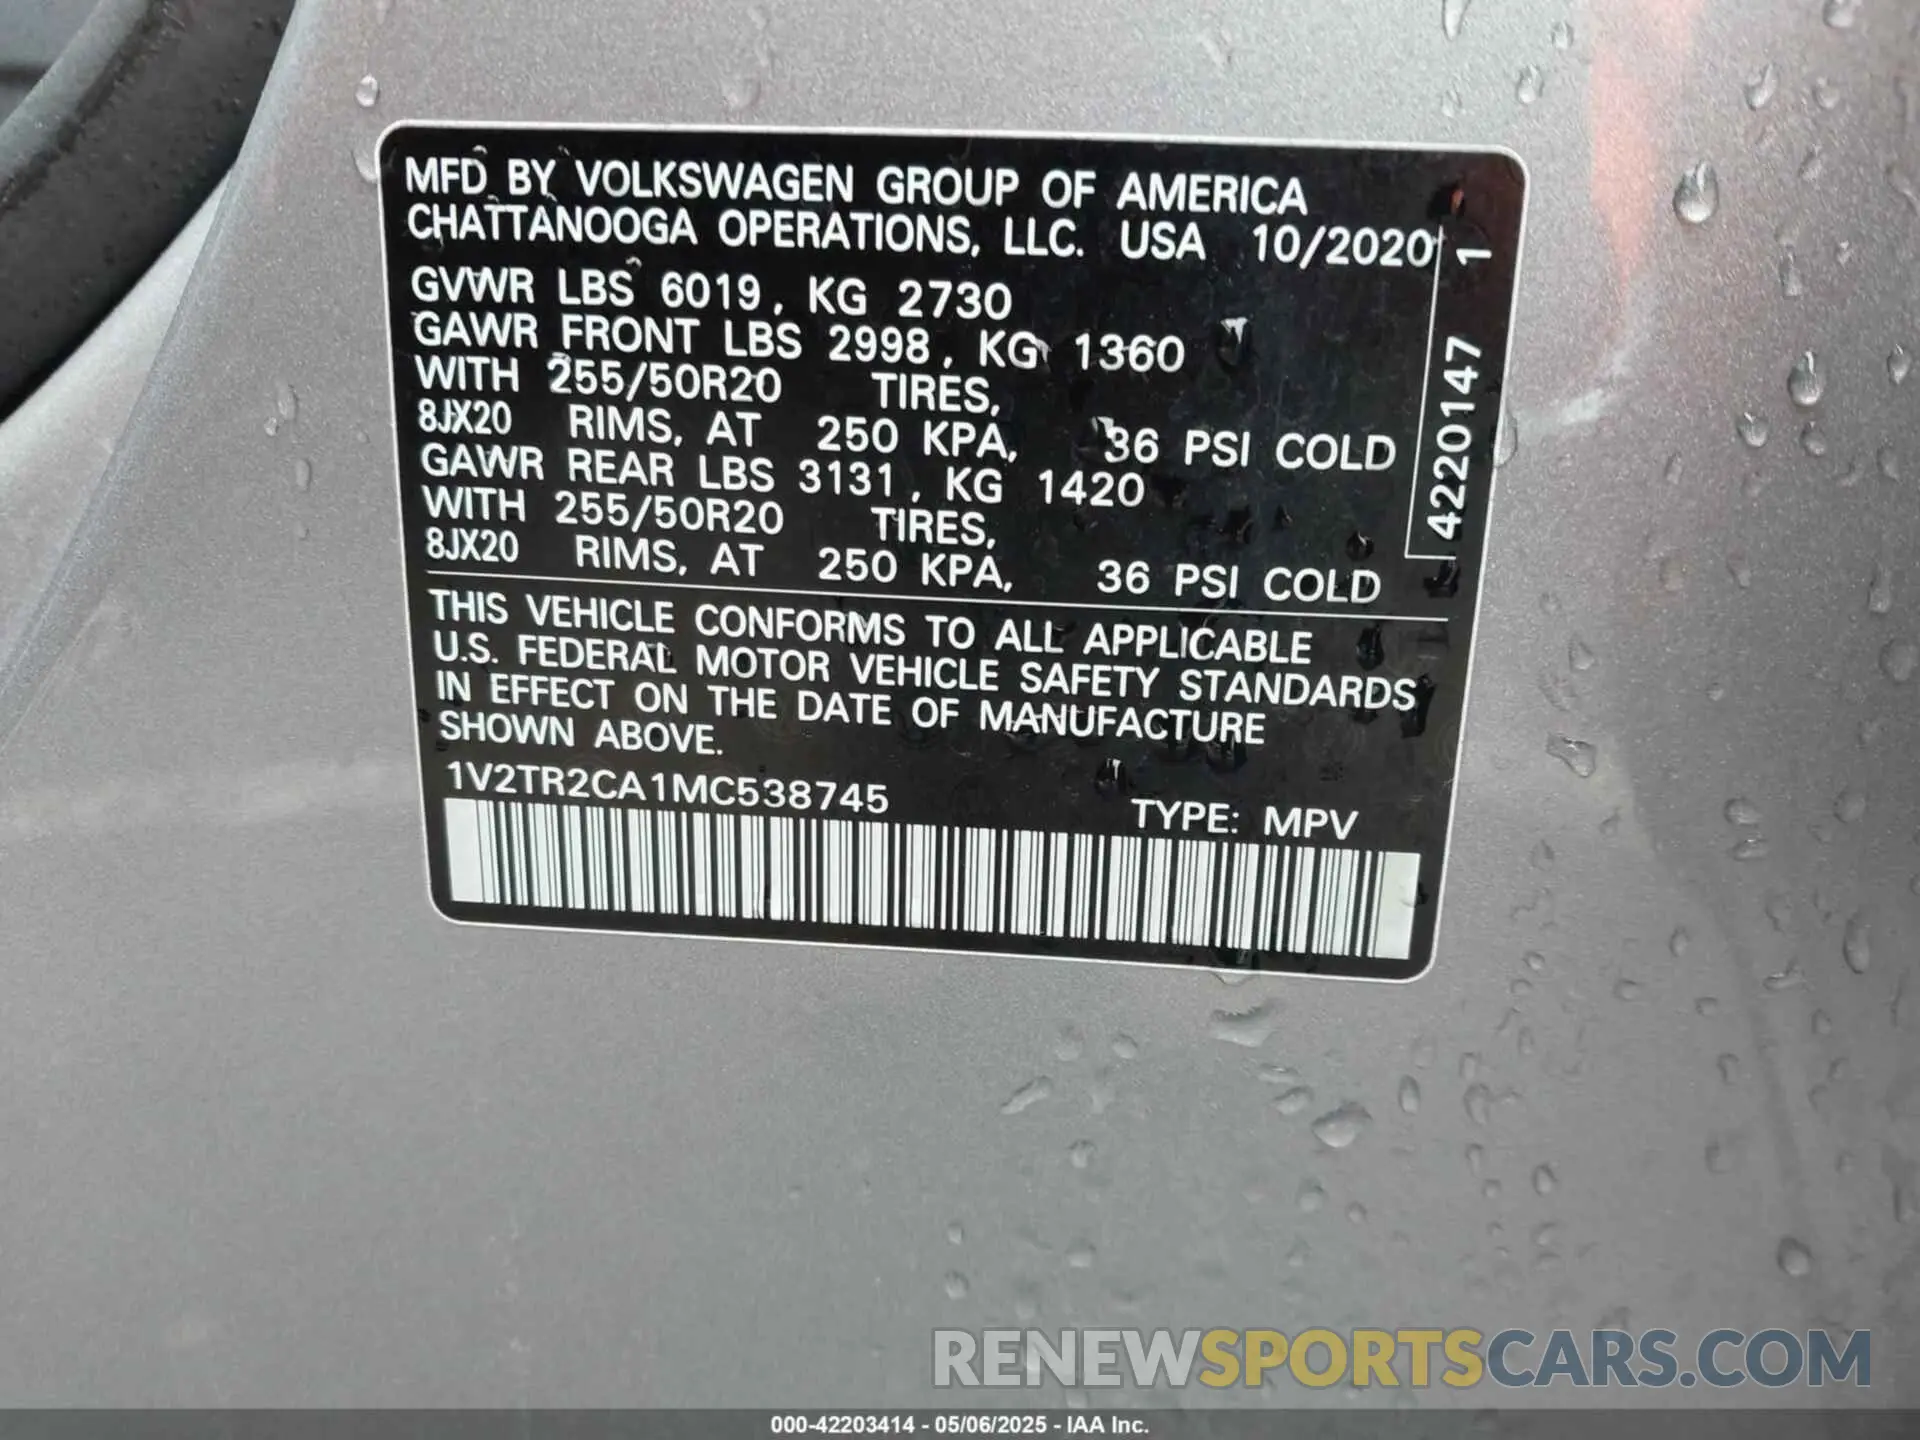 MFD BY VOLKSWAGEN GROUP OF AMERICA
CHATTANOOGA OPERATIONS, LLC. USA 10/2020
GVWR LBS 6019, KG 2730
GAWR FRONT LBS 2998, KG 1360
WITH 255/50R20 TIRES,
8JX20 RIMS, AT 250 KPA, 36 PSI COLD
GAWR REAR LBS 3131, KG 1420
WITH 255/50R20 TIRES,
8JX20 RIMS, AT 250 KPA, 36 PSI COLD
4220147 1
THIS VEHICLE CONFORMS TO ALL APPLICABLE
U.S. FEDERAL MOTOR VEHICLE SAFETY STANDARDS
IN EFFECT ON THE DATE OF MANUFACTURE
SHOWN ABOVE.
1V2TR2CA1MC538745 TYPE: MPV
RENEWSPORTSCARS.COM
000-42203414 - 05/06/2025 - IAA Inc.